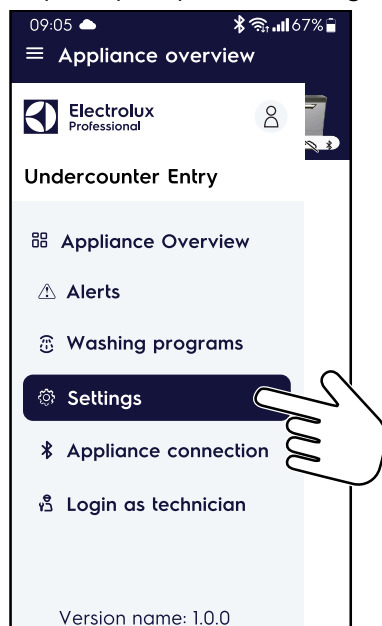 09:05 67%
Appliance overview
Electrolux
Professional
Undercounter Entry
Appliance Overview
Alerts
Washing programs
Settings
Appliance connection
Login as technician
Version name: 1.0.0